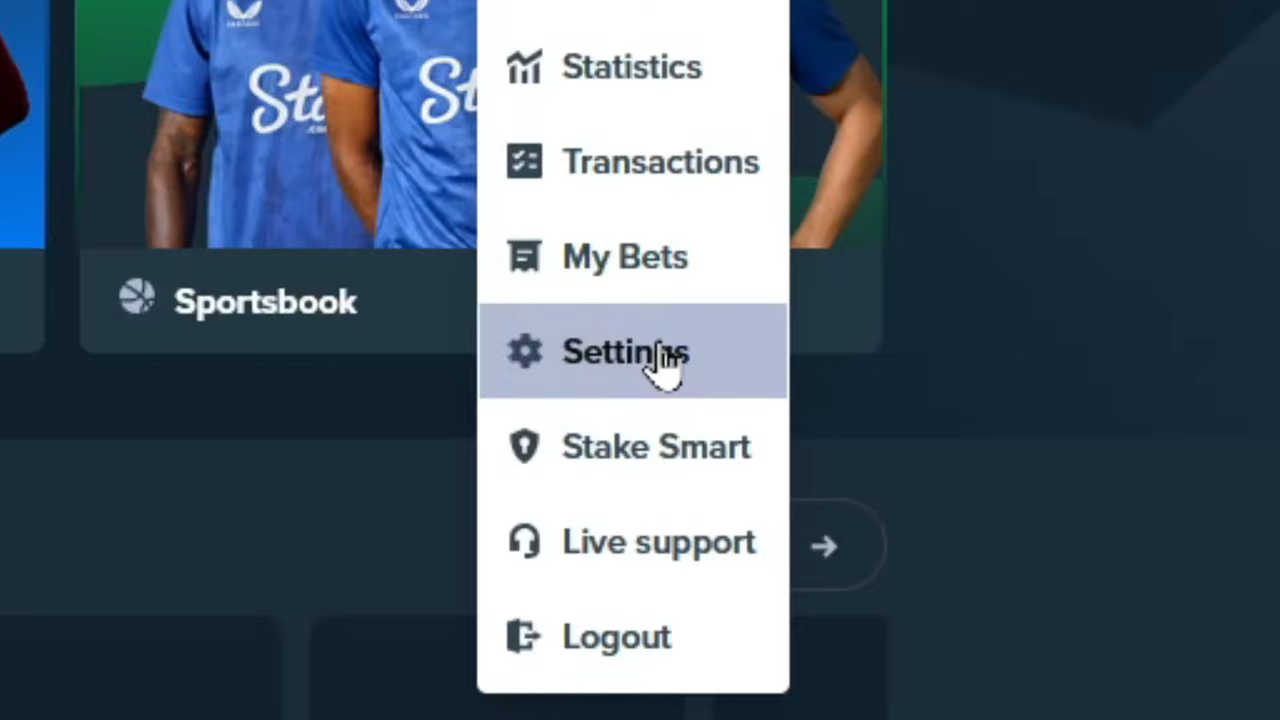 Statistics
Transactions
My Bets
Sportsbook
Settings
Stake Smart
Live support
Logout